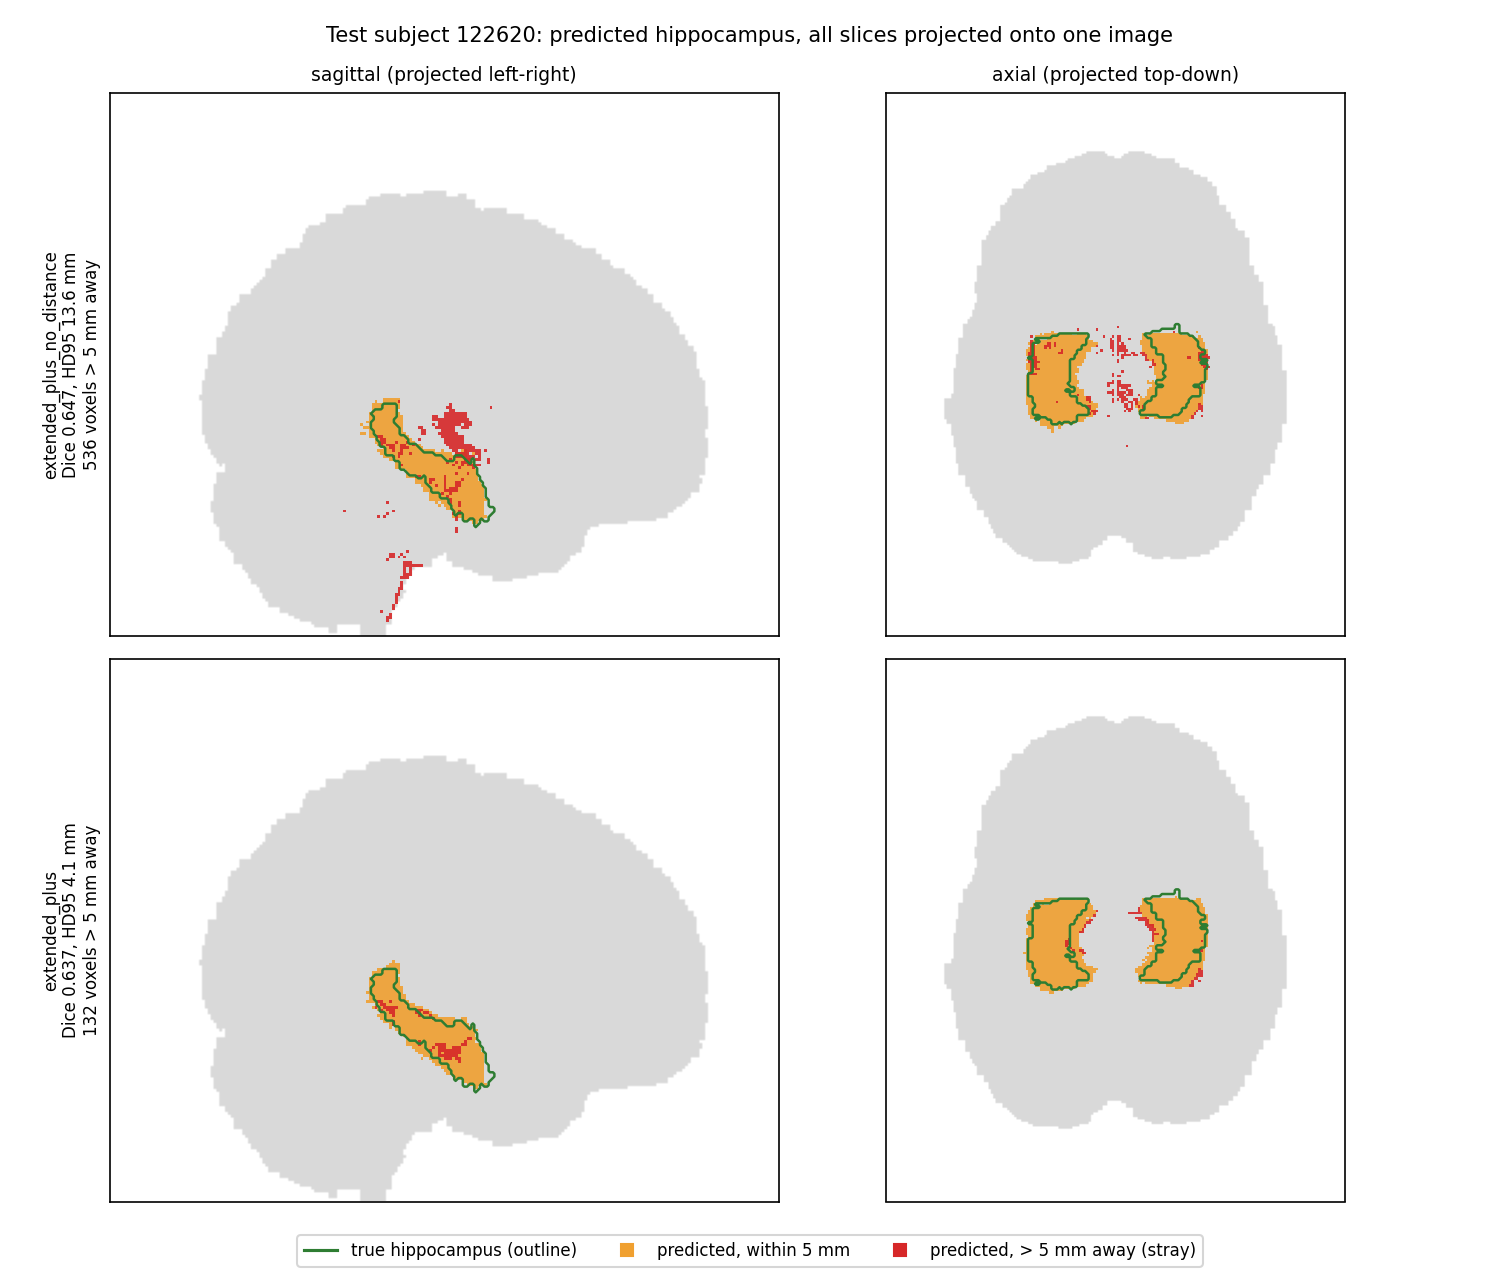 Test subject 122620: predicted hippocampus, all slices projected onto one image
sagittal (projected left-right)
axial (projected top-down)
extended_plus_no_distance
Dice 0.647, HD95 13.6 mm
536 voxels > 5 mm away
extended_plus
Dice 0.637, HD95 4.1 mm
132 voxels > 5 mm away
true hippocampus (outline)
predicted, within 5 mm
predicted, > 5 mm away (stray)